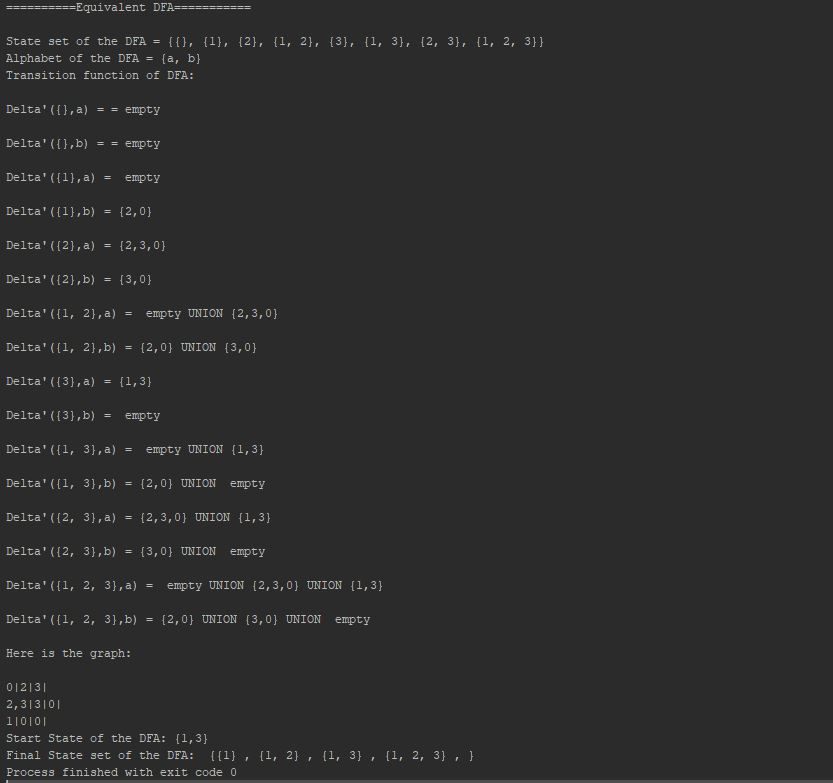 ==========Equivalent DFA===========
State set of the DFA = {{}, {1}, {2}, {1, 2}, {3}, {1, 3}, {2, 3}, {1, 2, 3}}
Alphabet of the DFA = {a, b}
Transition function of DFA:
Delta'({},a) = = empty
Delta'({},b) = = empty
Delta'({1},a) =  empty
Delta'({1},b) = {2,0}
Delta'({2},a) = {2,3,0}
Delta'({2},b) = {3,0}
Delta'({1, 2},a) =  empty UNION {2,3,0}
Delta'({1, 2},b) = {2,0} UNION {3,0}
Delta'({3},a) = {1,3}
Delta'({3},b) =  empty
Delta'({1, 3},a) =  empty UNION {1,3}
Delta'({1, 3},b) = {2,0} UNION  empty
Delta'({2, 3},a) = {2,3,0} UNION {1,3}
Delta'({2, 3},b) = {3,0} UNION  empty
Delta'({1, 2, 3},a) =  empty UNION {2,3,0} UNION {1,3}
Delta'({1, 2, 3},b) = {2,0} UNION {3,0} UNION  empty
Here is the graph:
0|2|3|
2,3|3|0|
1|0|0|
Start State of the DFA: {1,3}
Final State set of the DFA:  {{1} , {1, 2} , {1, 3} , {1, 2, 3} , }
Process finished with exit code 0